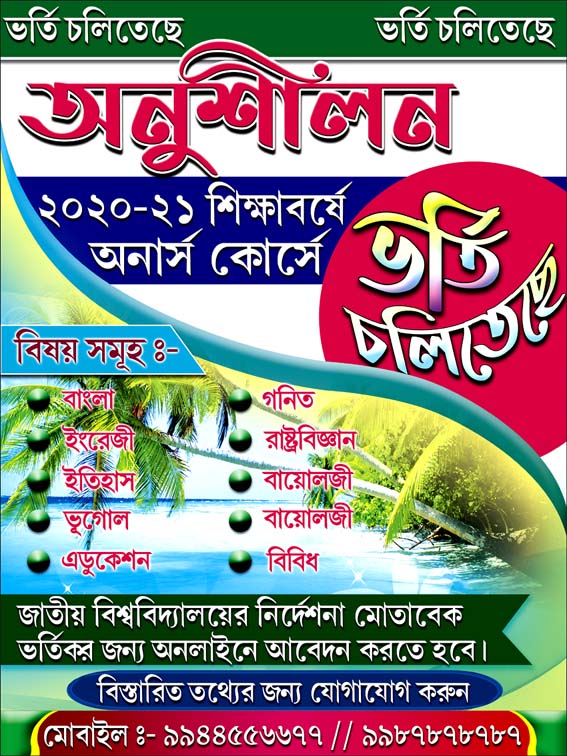 ভর্তি চলিতেছে
ভর্তি চলিতেছে
অনুশীলন
২০২০-২১ শিক্ষাবর্ষে
অনার্স কোর্সে
ভর্তি
চলিতেছে
বিষয় সমূহ ঃ-
বাংলা
ইংরেজী
ইতিহাস
ভূগোল
এডুকেশন
গনিত
রাষ্ট্রবিজ্ঞান
বায়োলজী
বায়োলজী
বিবিধ
জাতীয় বিশ্ববিদ্যালয়ের নির্দেশনা মোতাবেক
ভর্তিকর জন্য অনলাইনে আবেদন করতে হবে।
বিস্তারিত তথ্যের জন্য যোগাযোগ করুন
মোবাইল ঃ- ৯৯৪৪৫৫৬৬৭৭ // ৯৯৮৭৮৭৮৭৮৭